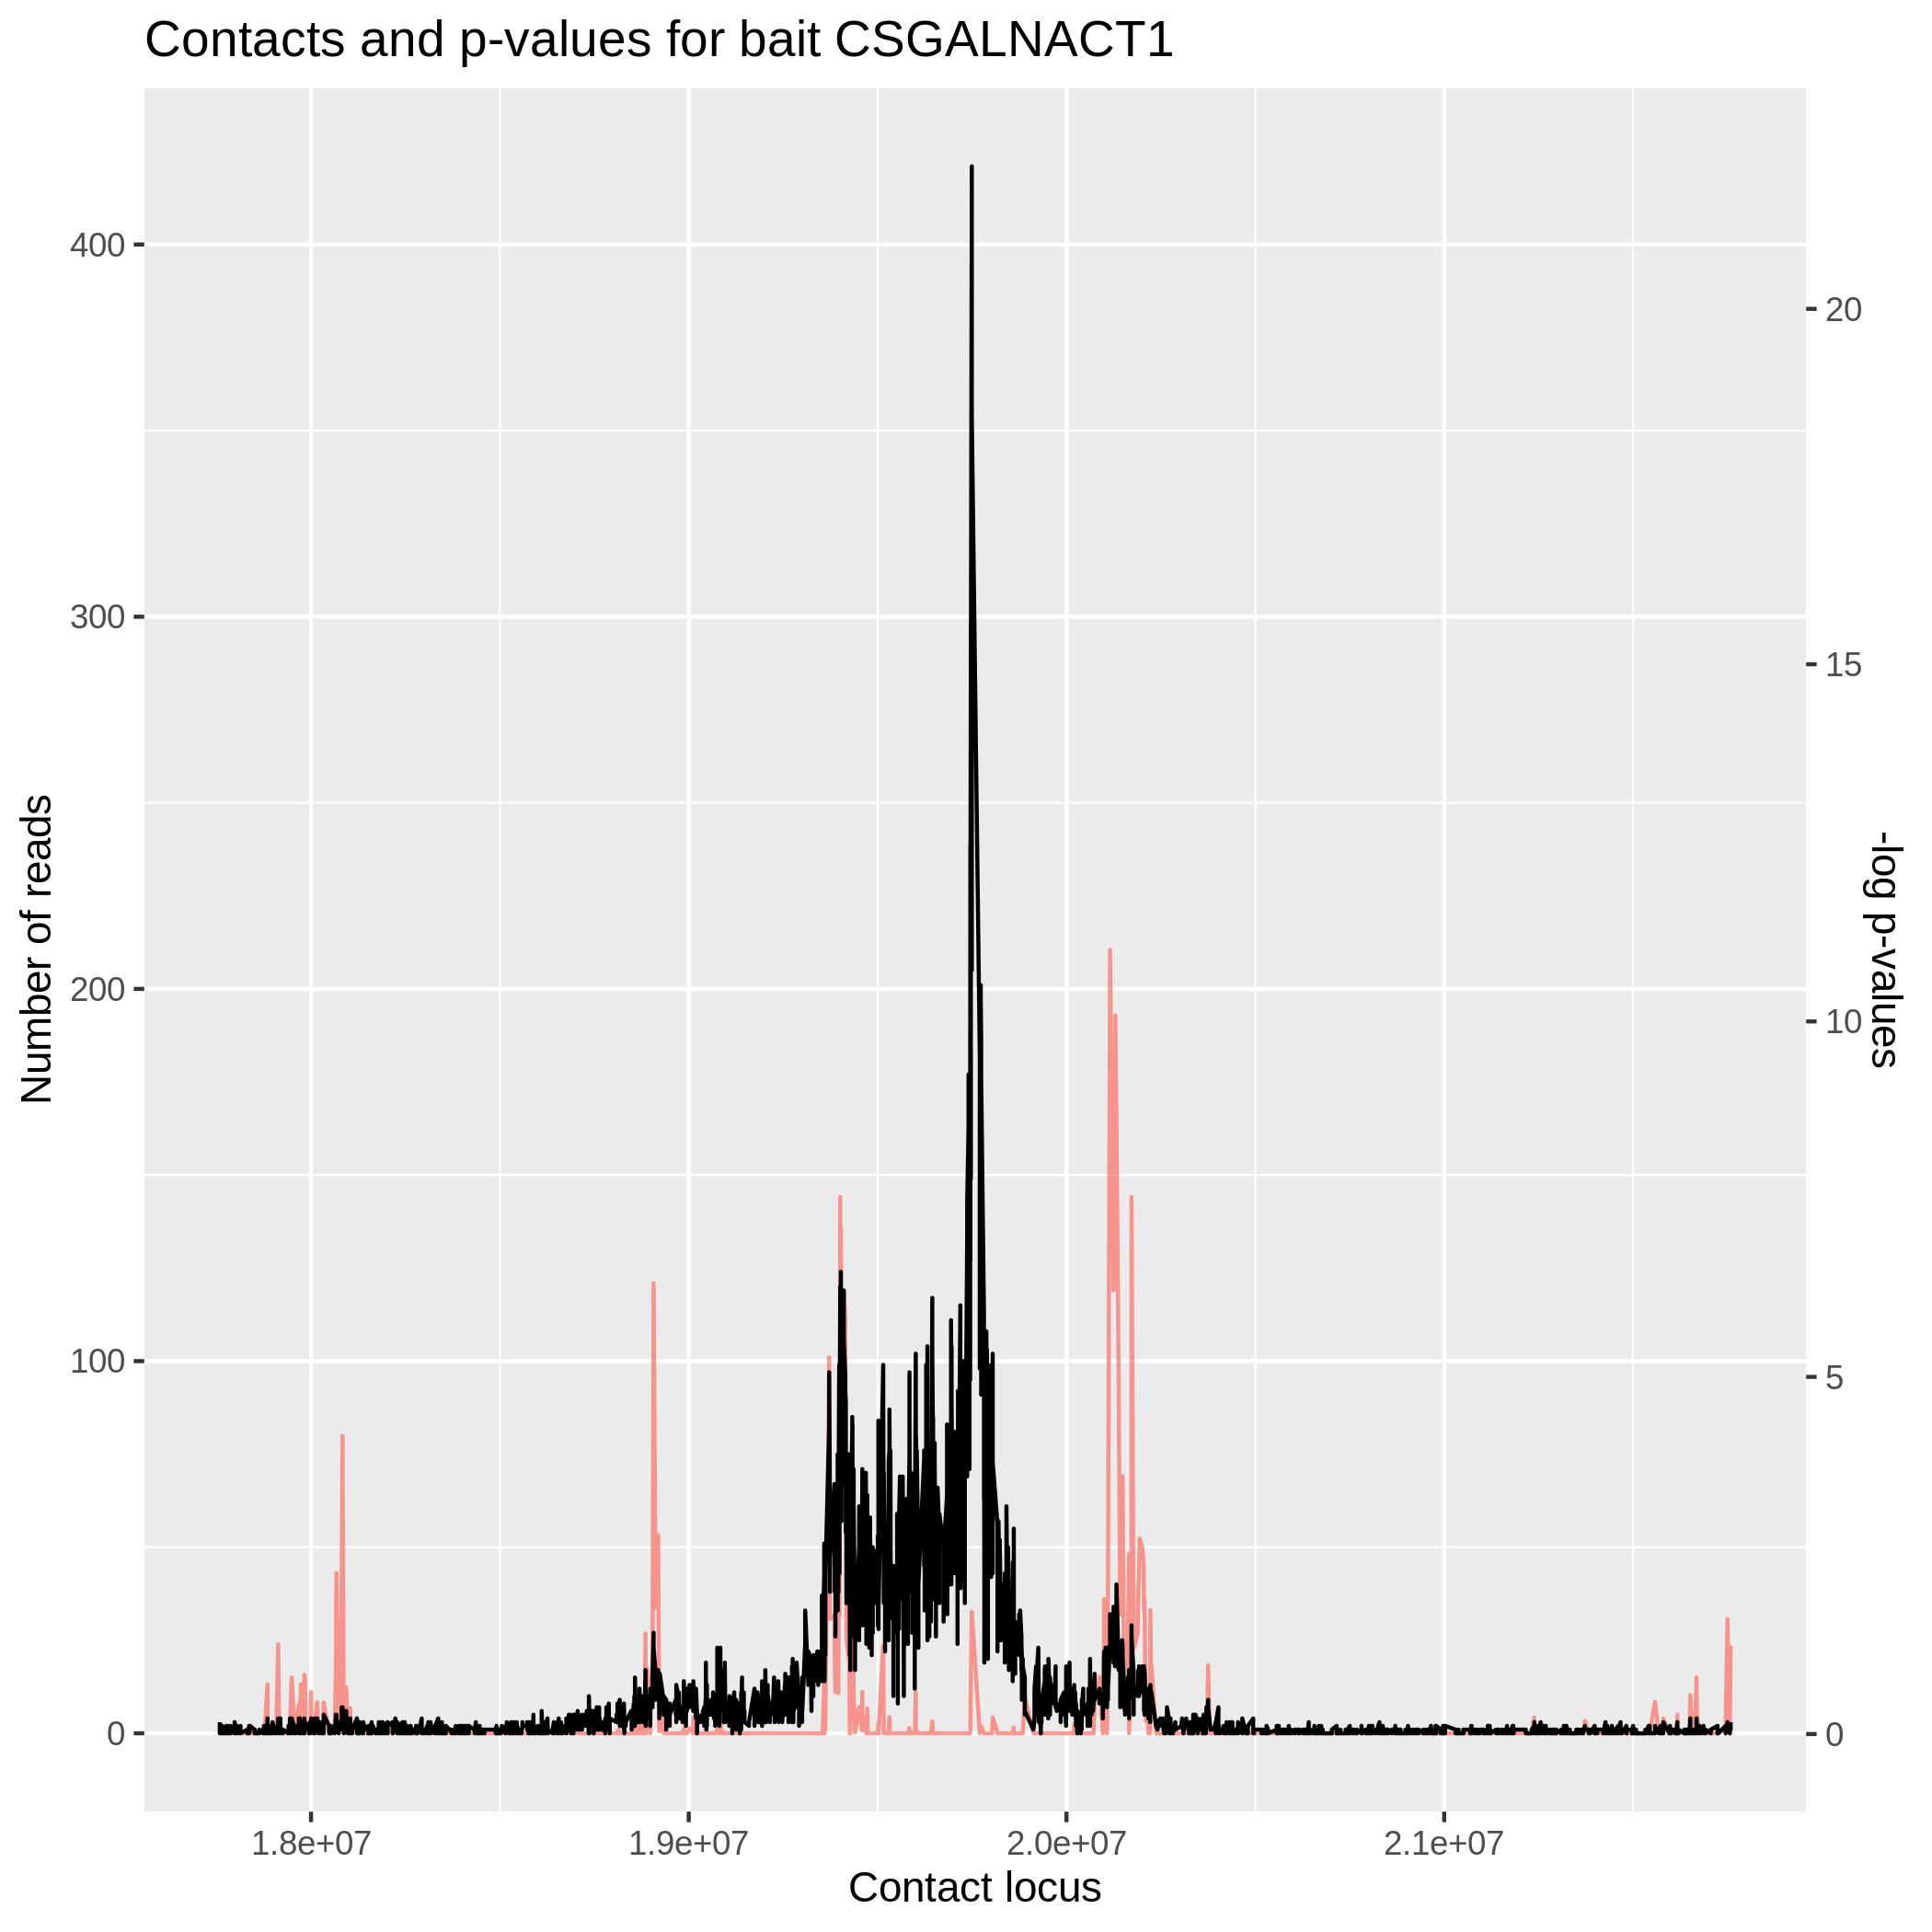 Contacts and p-values for bait CSGALNACT1
400
300
200
100
0
Number of reads
20
15
10
5
0
-log p-values
1.8e+07
1.9e+07
2.0e+07
2.1e+07
Contact locus